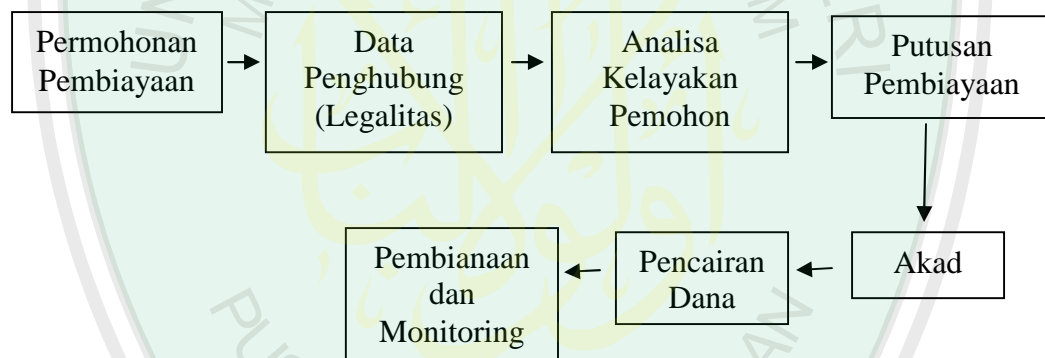 Permohonan
Pembiayaan
Data
Penghubung
(Legalitas)
Analisa
Kelayakan
Pemohon
Putusan
Pembiayaan
Akad
Pencairan
Dana
Pembianaan
dan
Monitoring